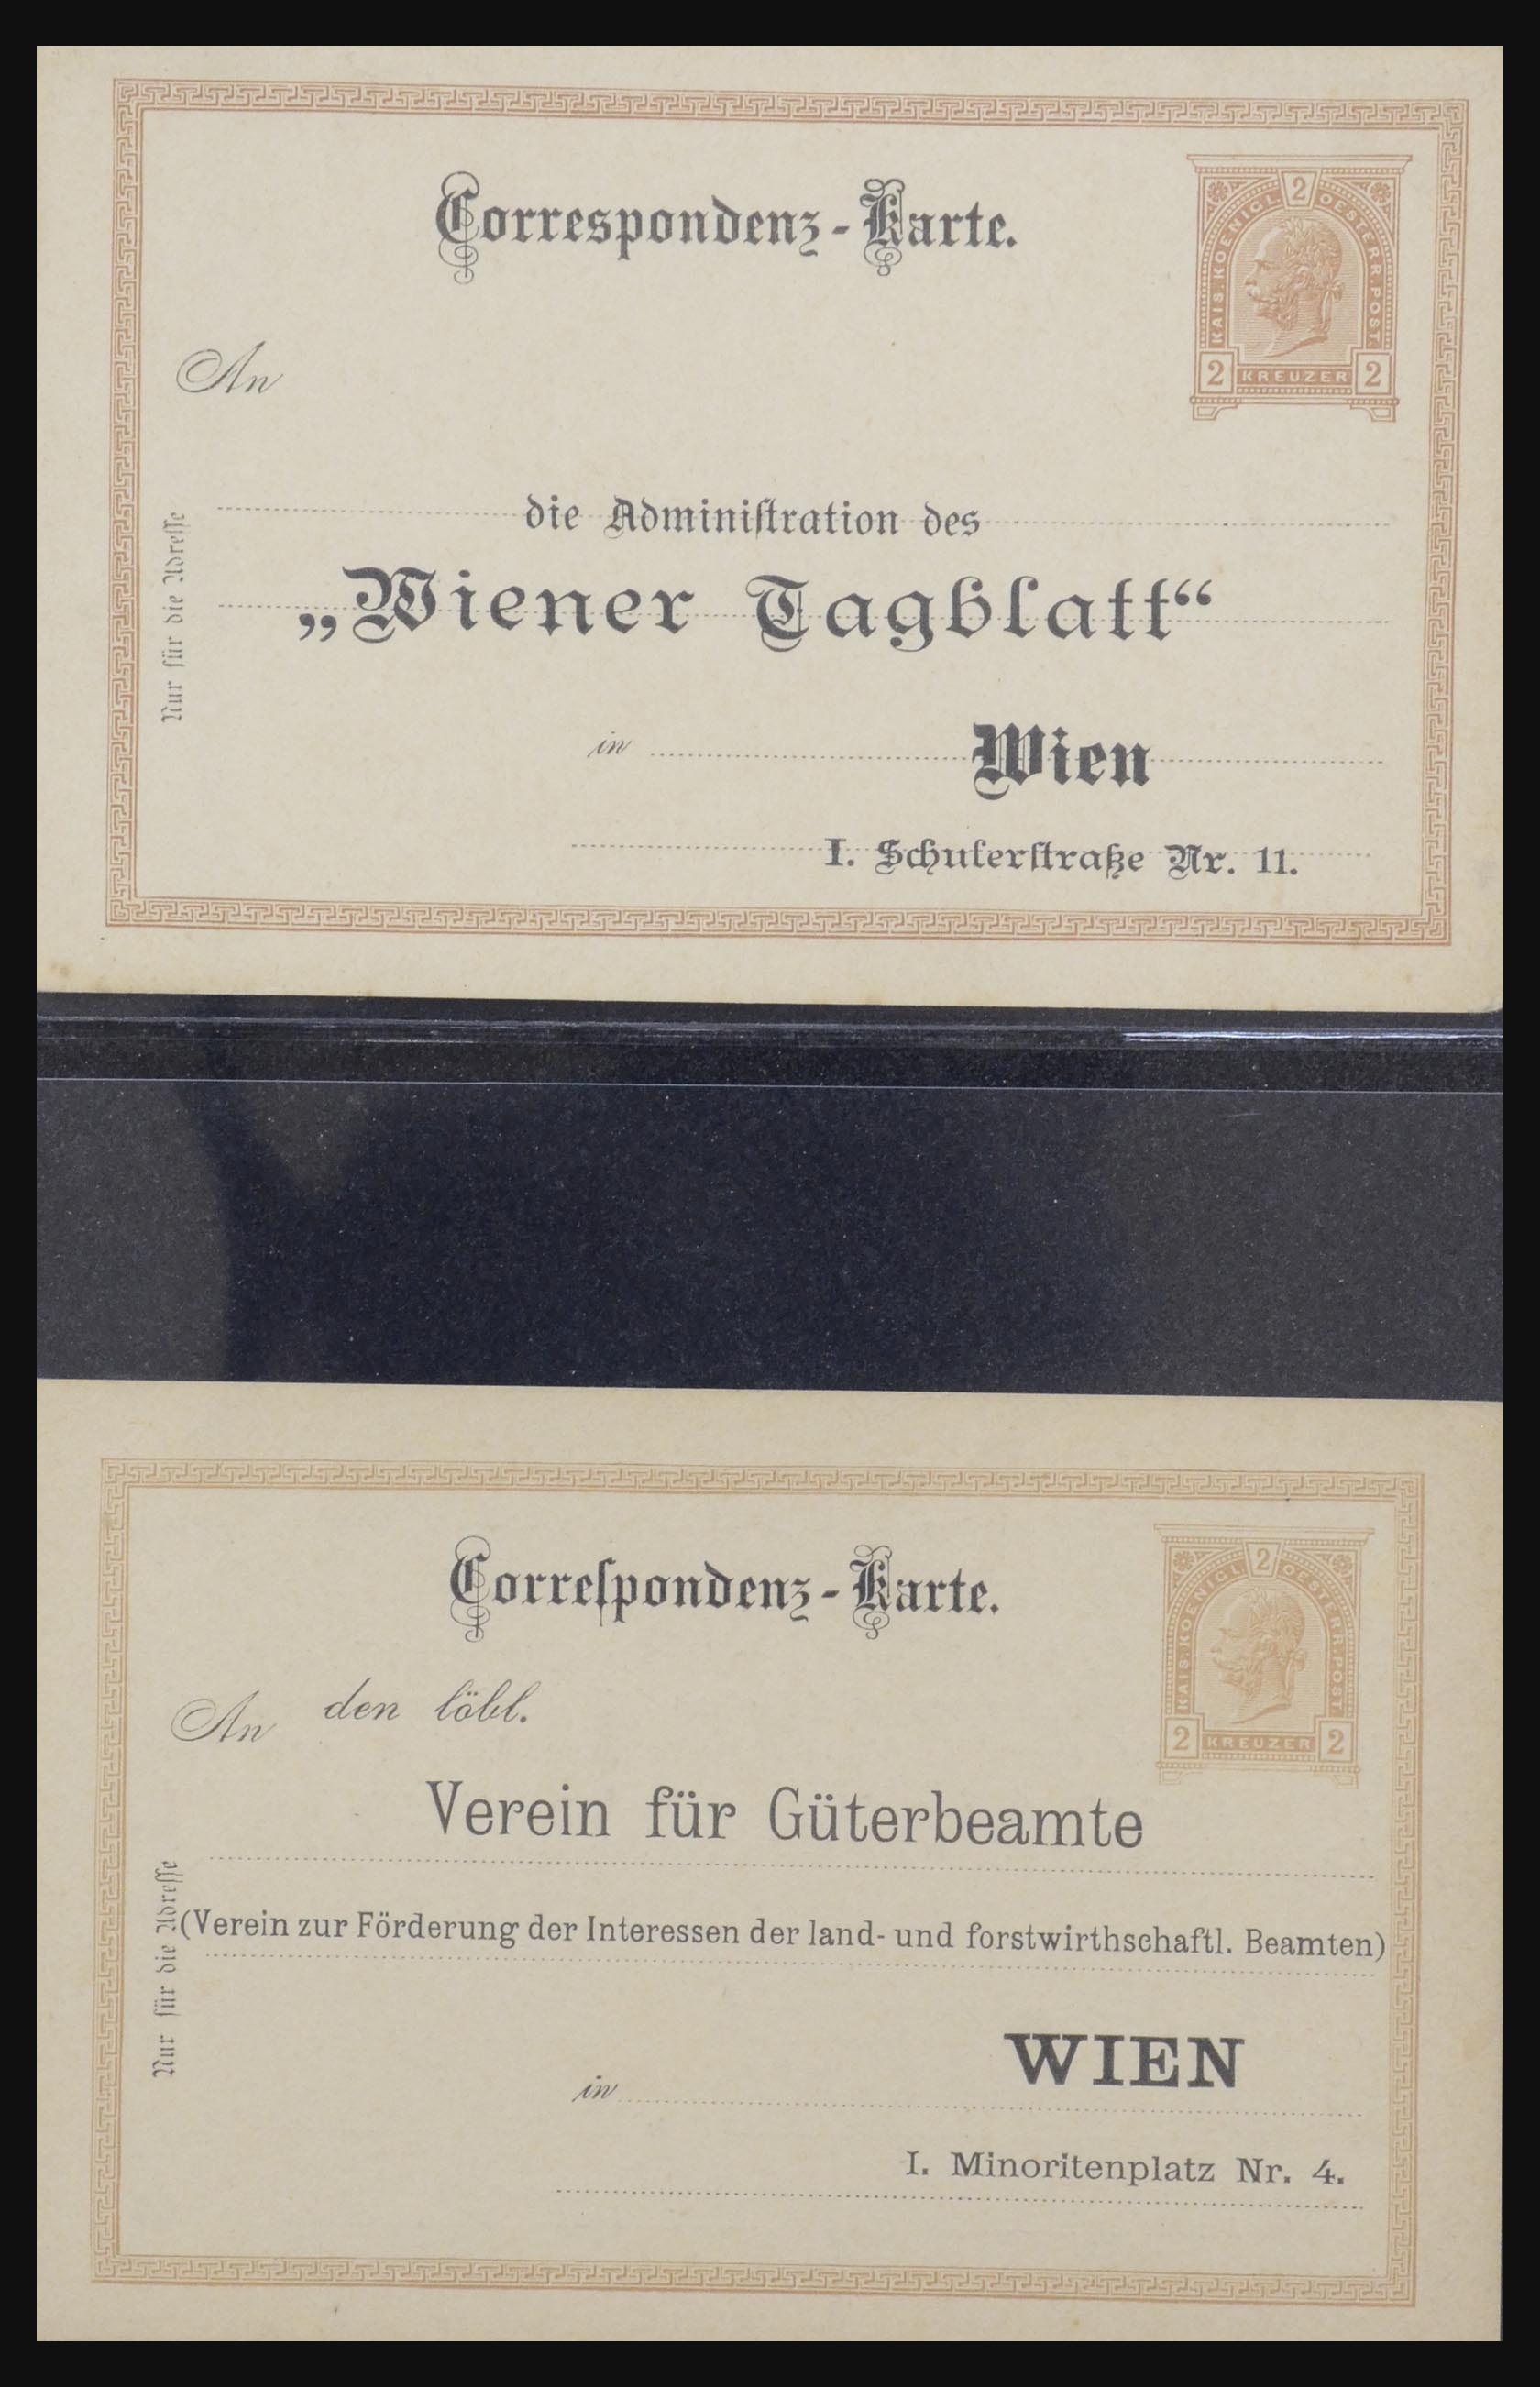 Correspondenz-Karte.
2
KAIS. KOENIGL. OESTERR. POST
2 KREUZER 2
An
die Adminiſtration des
„Wiener Tagblatt“
in Wien
I. Schulerſtraße Nr. 11.
Nur für die Adreſſe
Correſpondenz-Karte.
2
KAIS. KOENIGL. OESTERR. POST
2 KREUZER 2
An den löbl.
Verein für Güterbeamte
(Verein zur Förderung der Interessen der land- und forstwirthschaftl. Beamten)
in WIEN
I. Minoritenplatz Nr. 4.
Nur für die Adreſſe